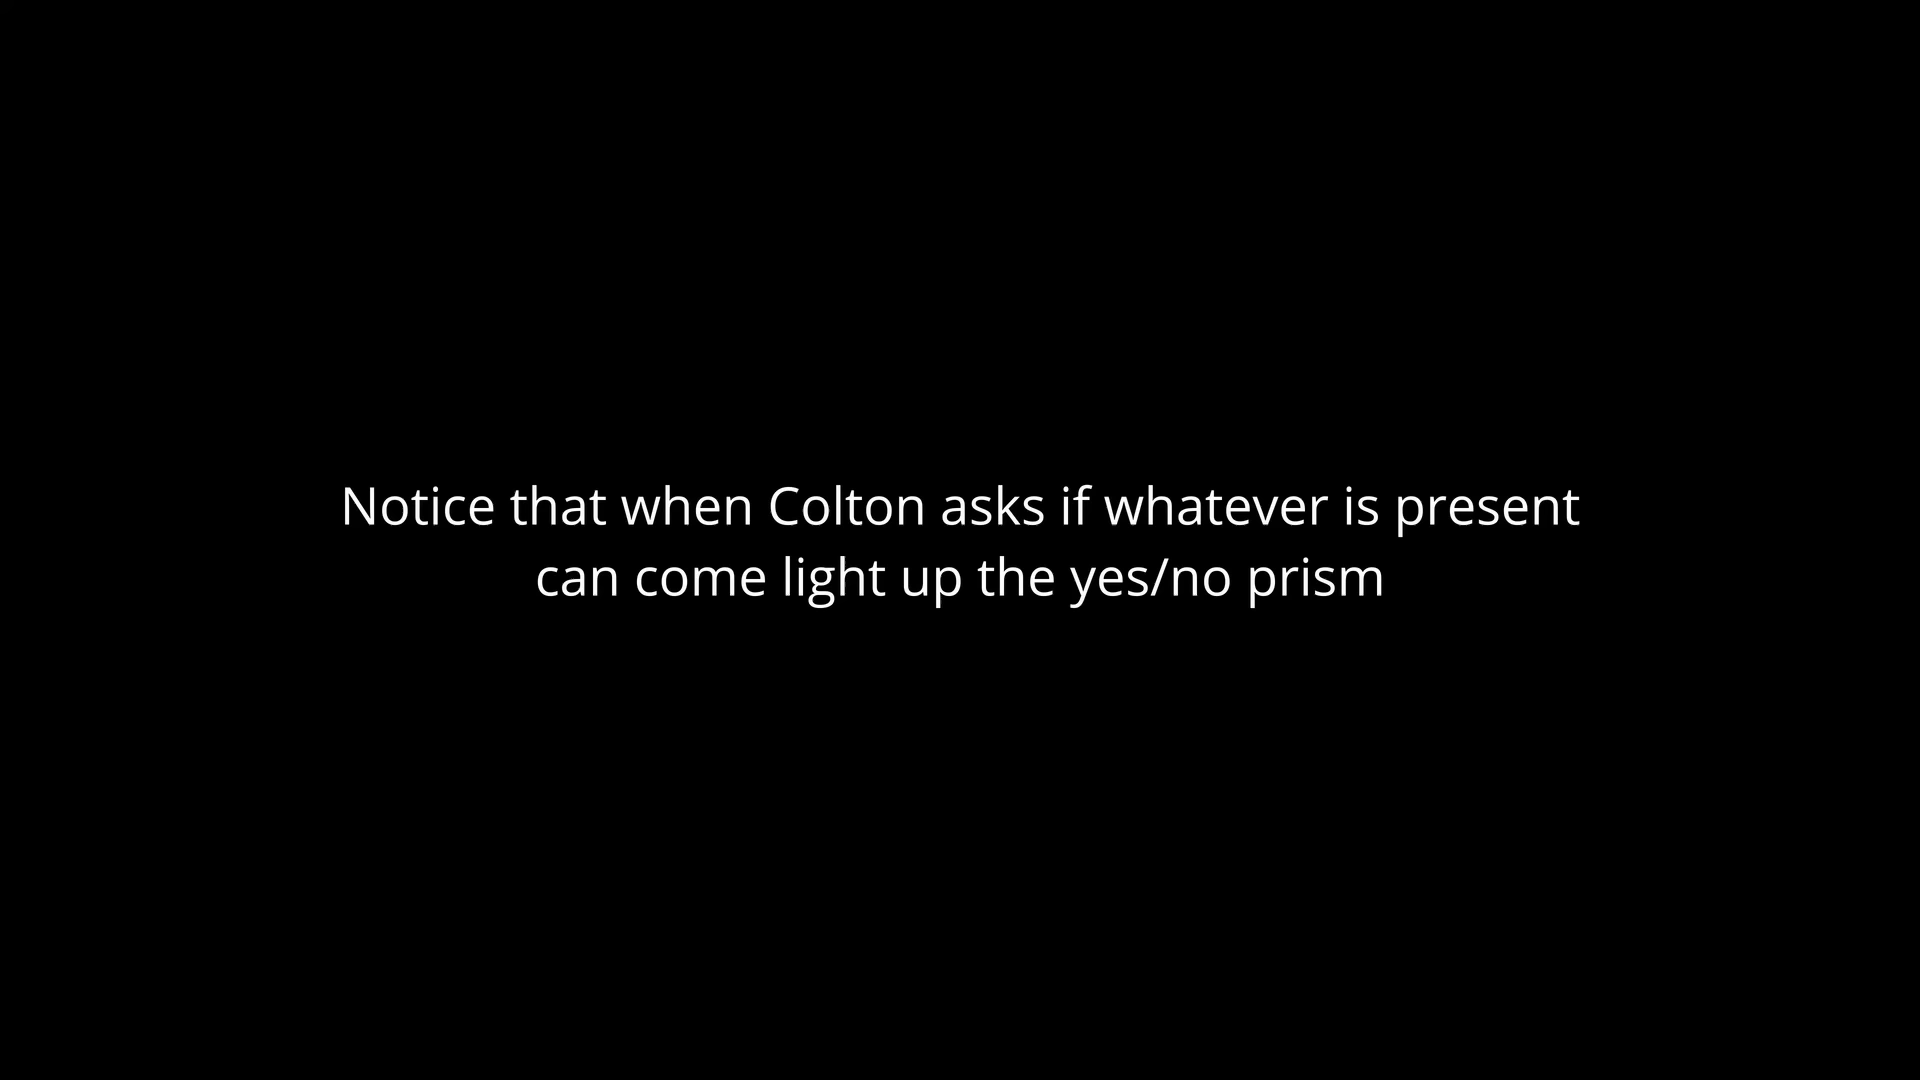 Notice that when Colton asks if whatever is present
can come light up the yes/no prism